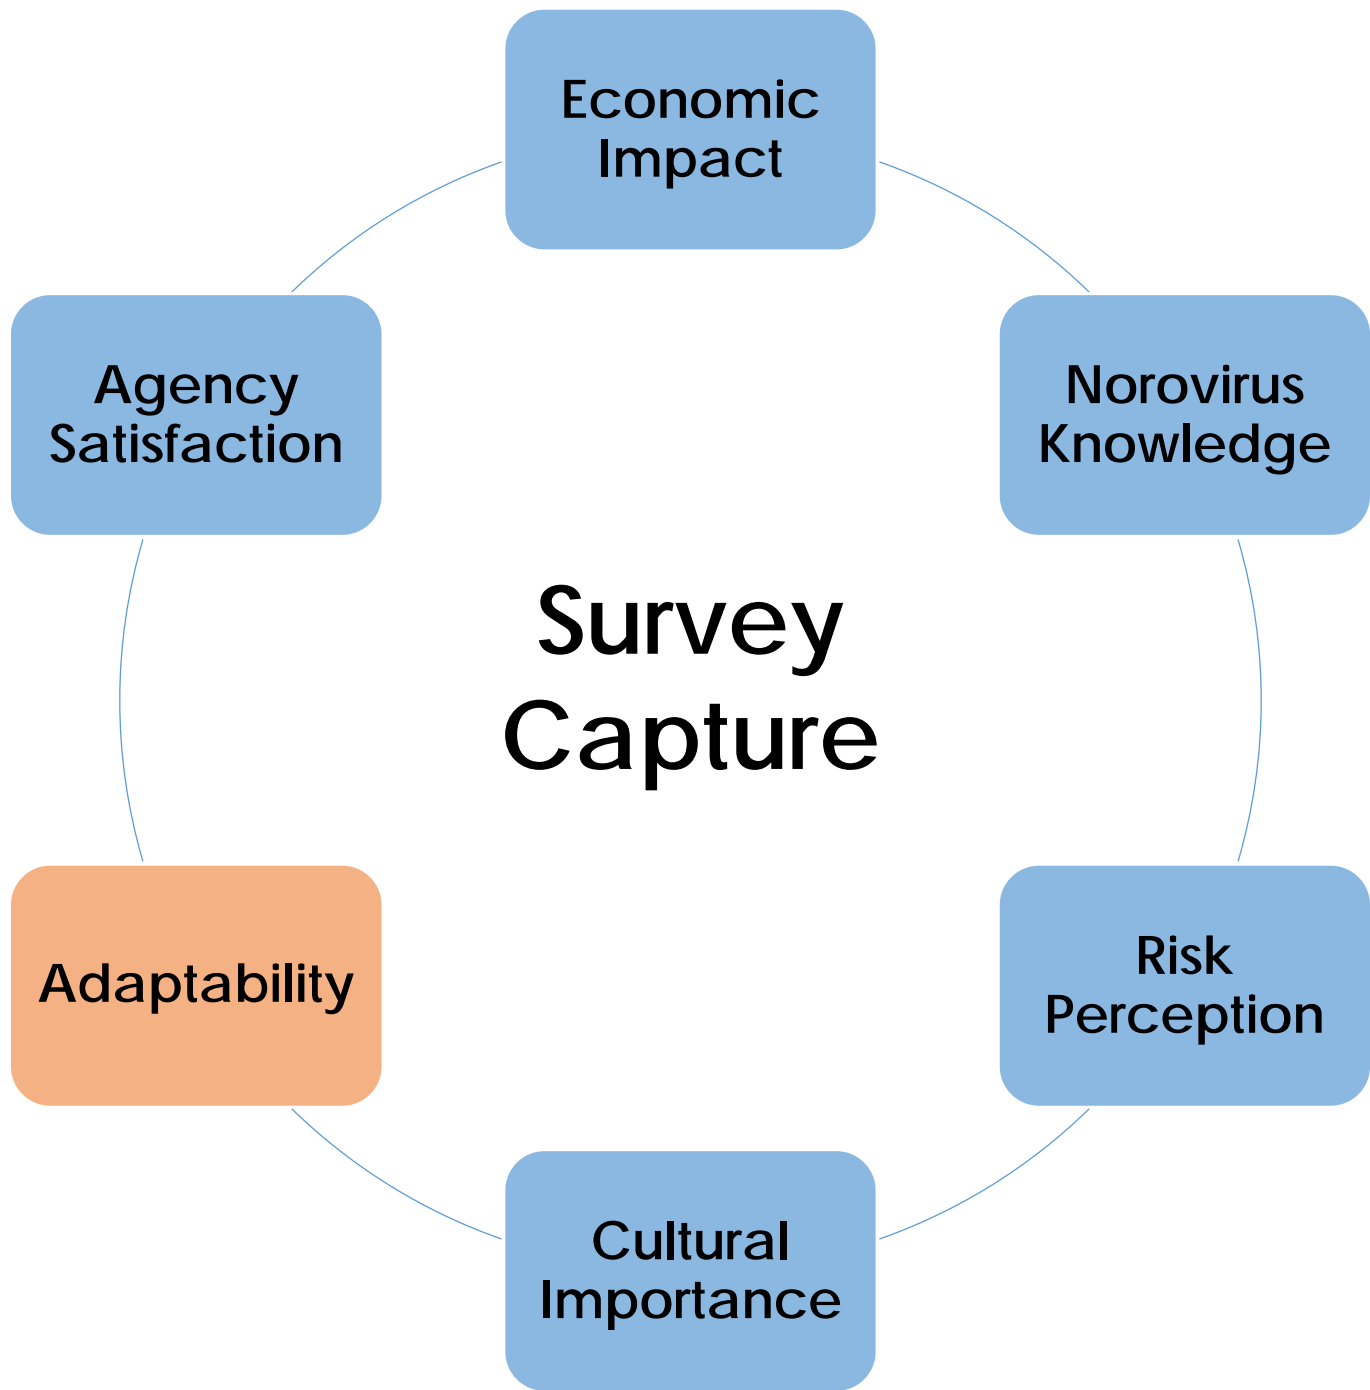 Economic
Impact
Norovirus
Knowledge
Risk
Perception
Cultural
Importance
Adaptability
Agency
Satisfaction
Survey
Capture